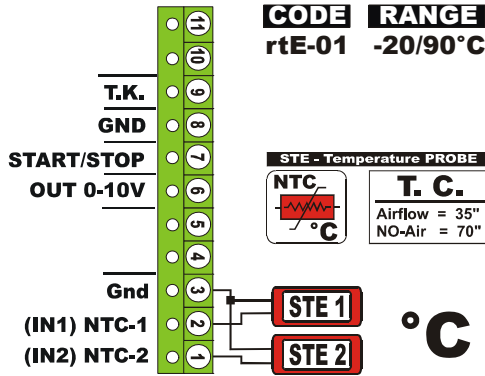 CODE RANGE
rtE-01 -20/90°C
11
10
T.K. 9
GND 8
START/STOP 7
OUT 0-10V 6
5
4
Gnd 3
(IN1) NTC-1 2
(IN2) NTC-2 1
STE - Temperature PROBE
NTC
°C
T. C.
Airflow = 35"
NO-Air = 70"
STE 1
STE 2
°C